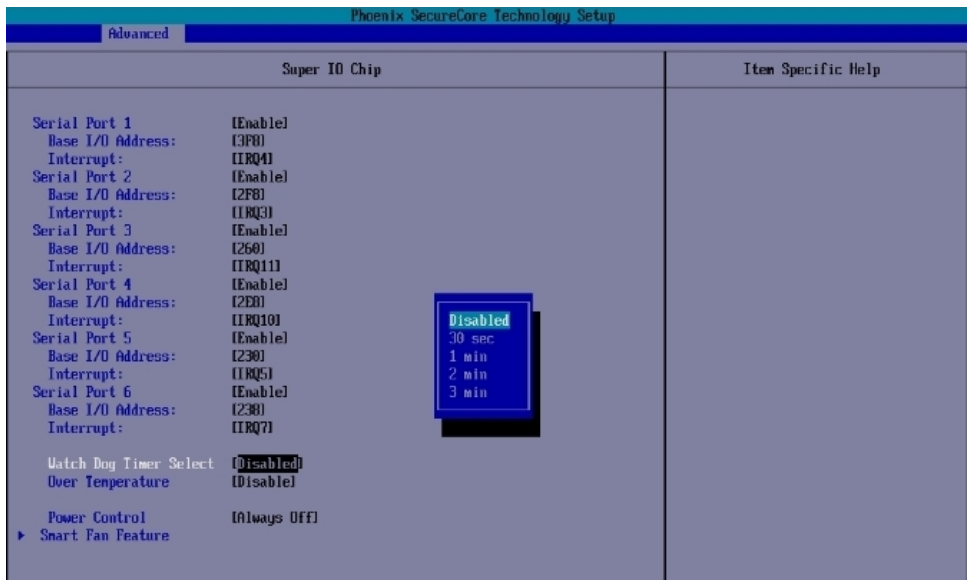 Phoenix SecureCore Technology Setup
Advanced
Super IO Chip
Item Specific Help
Serial Port 1 [Enable]
Base I/O Address: [3F8]
Interrupt: [IRQ4]
Serial Port 2 [Enable]
Base I/O Address: [2F8]
Interrupt: [IRQ3]
Serial Port 3 [Enable]
Base I/O Address: [260]
Interrupt: [IRQ11]
Serial Port 4 [Enable]
Base I/O Address: [2E8]
Interrupt: [IRQ10]
Serial Port 5 [Enable]
Base I/O Address: [230]
Interrupt: [IRQ5]
Serial Port 6 [Enable]
Base I/O Address: [238]
Interrupt: [IRQ7]
Watch Dog Timer Select [Disabled]
Over Temperature [Disable]
Power Control [Always Off]
Smart Fan Feature
Disabled
30 sec
1 min
2 min
3 min